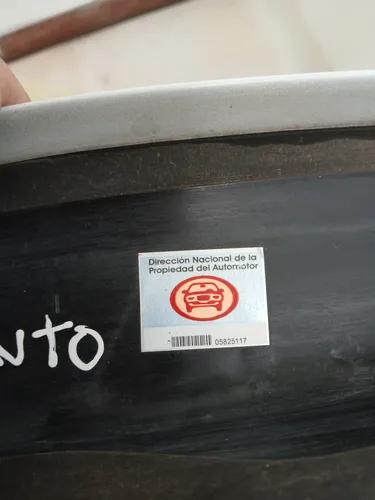 Dirección Nacional de la
Propiedad del Automotor
05825117
NTO